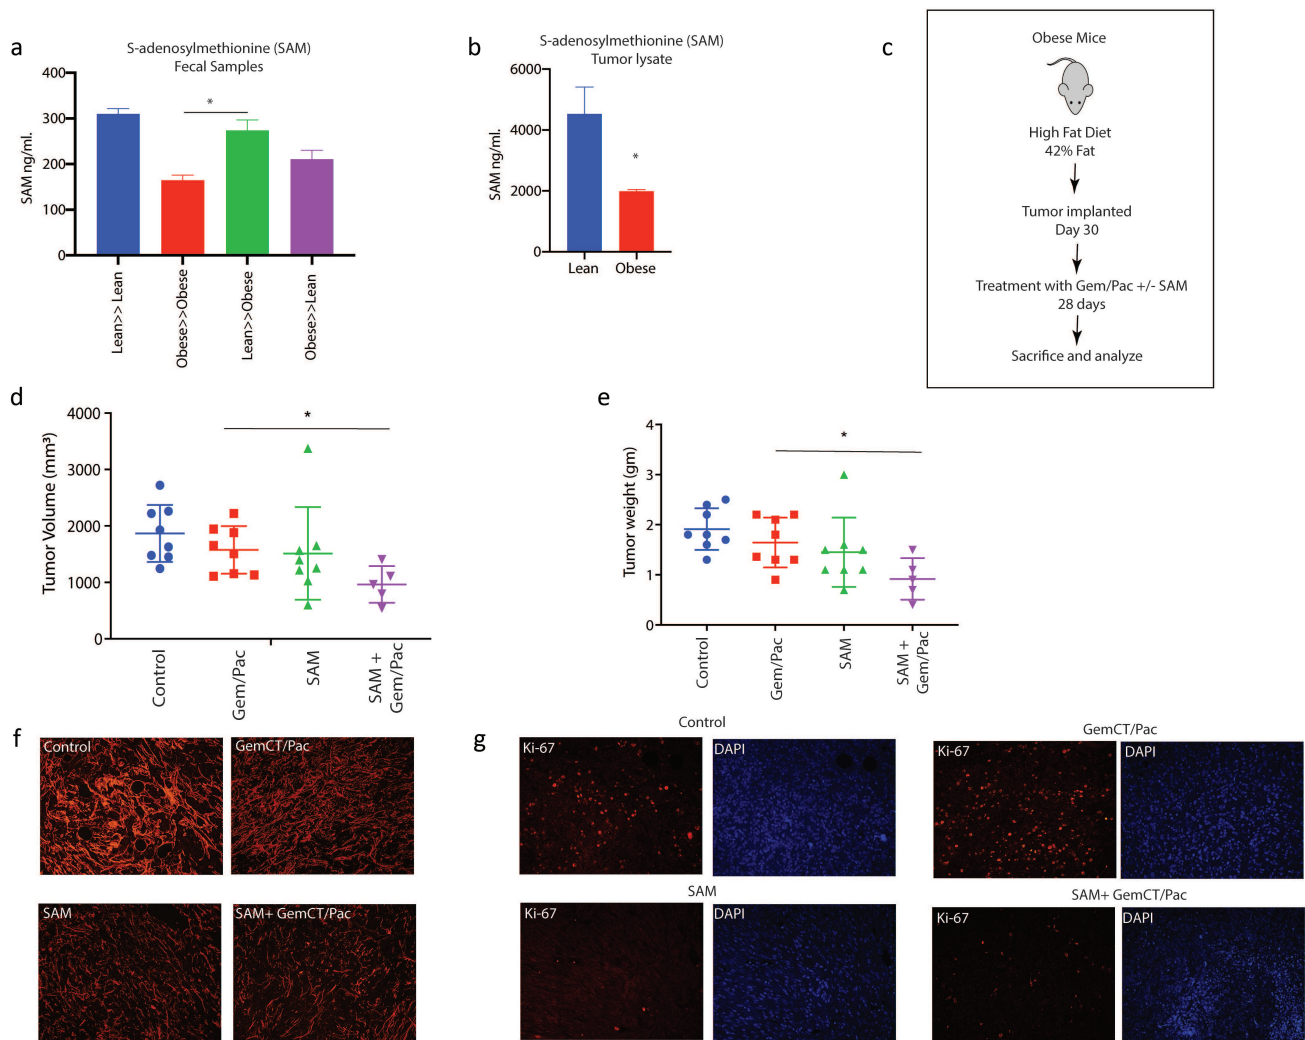 a
S-adenosylmethionine (SAM)
Fecal Samples
SAM ng/ml.
400
300
200
100
0
*
Lean>> Lean
Obese>>Obese
Lean>>Obese
Obese>>Lean
b
S-adenosylmethionine (SAM)
Tumor lysate
SAM ng/ml.
6000
4000
2000
0
*
Lean Obese
c
Obese Mice
High Fat Diet
42% Fat
Tumor implanted
Day 30
Treatment with Gem/Pac +/- SAM
28 days
Sacrifice and analyze
d
Tumor Volume (mm³)
4000
3000
2000
1000
0
*
Control
Gem/Pac
SAM
SAM +
Gem/Pac
e
Tumor weight (gm)
4
3
2
1
0
*
Control
Gem/Pac
SAM
SAM +
Gem/Pac
f
Control
GemCT/Pac
SAM
SAM+ GemCT/Pac
g
Control
Ki-67
DAPI
GemCT/Pac
Ki-67
DAPI
SAM
Ki-67
DAPI
SAM+ GemCT/Pac
Ki-67
DAPI